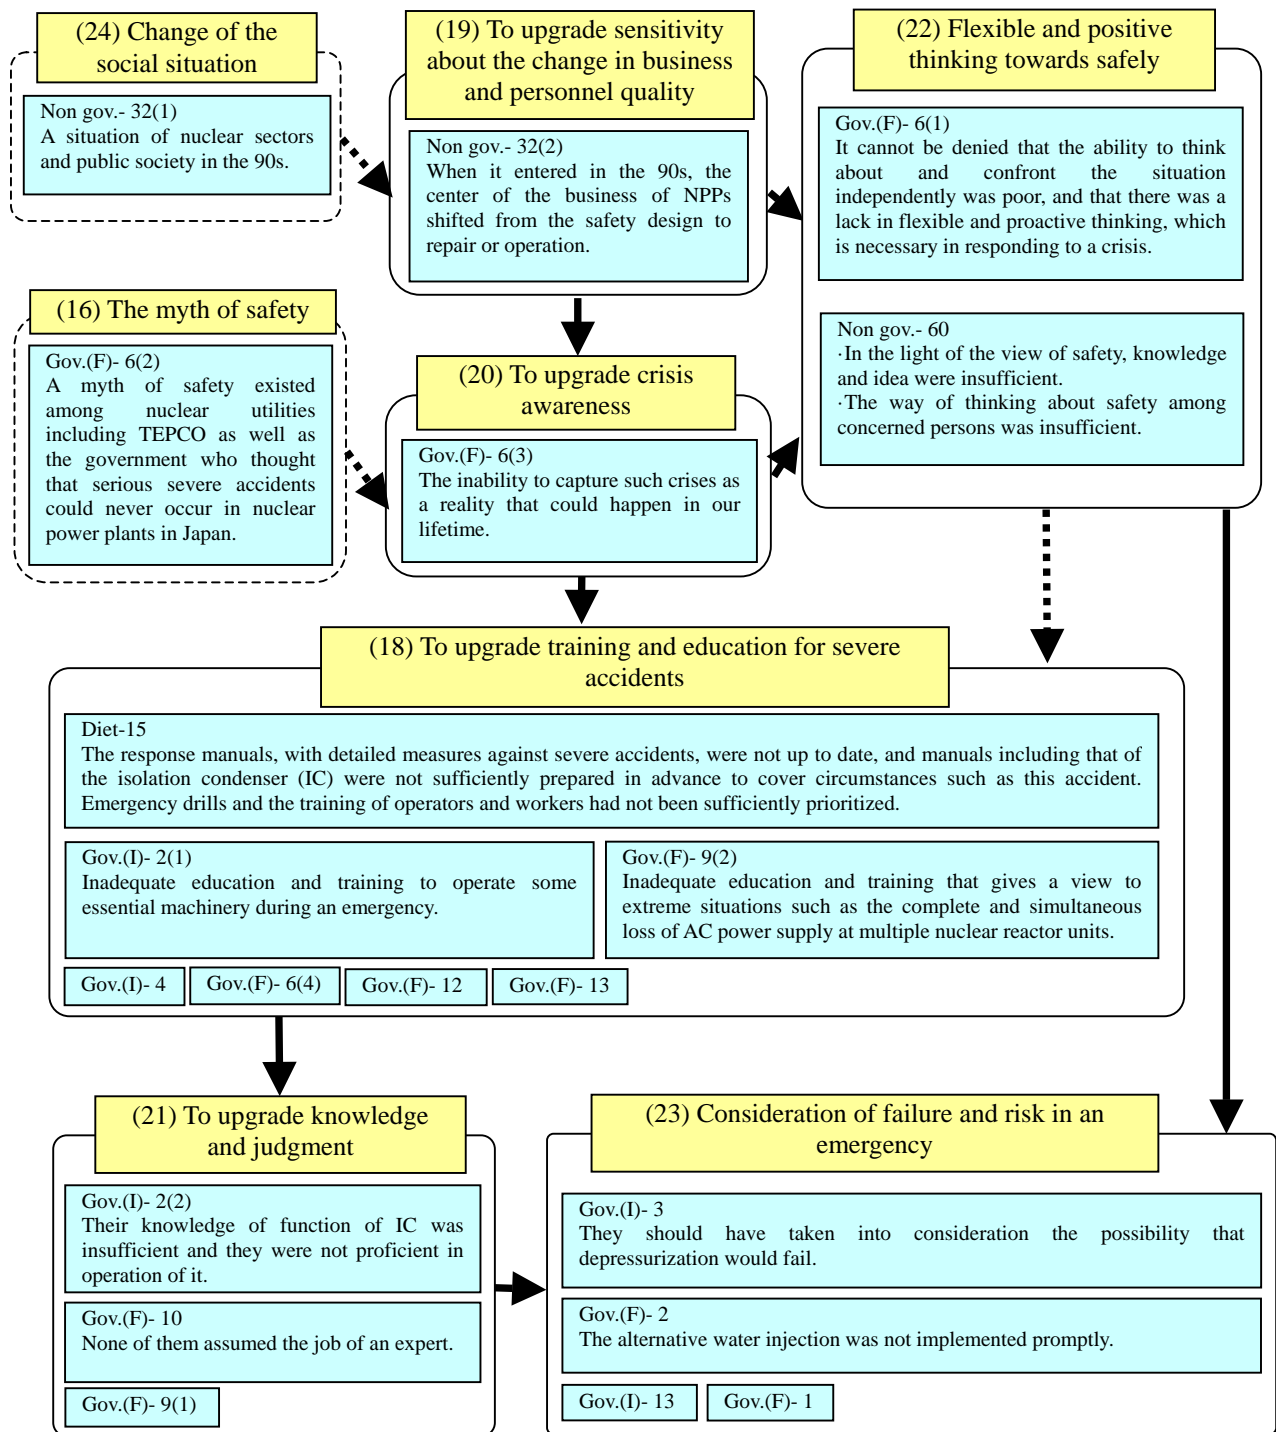 (24) Change of the
social situation
Non gov.- 32(1)
A situation of nuclear sectors
and public society in the 90s.
(19) To upgrade sensitivity
about the change in business
and personnel quality
Non gov.- 32(2)
When it entered in the 90s, the
center of the business of NPPs
shifted from the safety design to
repair or operation.
(22) Flexible and positive
thinking towards safely
Gov.(F)- 6(1)
It cannot be denied that the ability to think
about and confront the situation
independently was poor, and that there was a
lack in flexible and proactive thinking, which
is necessary in responding to a crisis.
Non gov.- 60
·In the light of the view of safety, knowledge
and idea were insufficient.
·The way of thinking about safety among
concerned persons was insufficient.
(16) The myth of safety
Gov.(F)- 6(2)
A myth of safety existed
among nuclear utilities
including TEPCO as well as
the government who thought
that serious severe accidents
could never occur in nuclear
power plants in Japan.
(20) To upgrade crisis
awareness
Gov.(F)- 6(3)
The inability to capture such crises as
a reality that could happen in our
lifetime.
(18) To upgrade training and education for severe
accidents
Diet-15
The response manuals, with detailed measures against severe accidents, were not up to date, and manuals including that of
the isolation condenser (IC) were not sufficiently prepared in advance to cover circumstances such as this accident.
Emergency drills and the training of operators and workers had not been sufficiently prioritized.
Gov.(I)- 2(1)
Inadequate education and training to operate some
essential machinery during an emergency.
Gov.(F)- 9(2)
Inadequate education and training that gives a view to
extreme situations such as the complete and simultaneous
loss of AC power supply at multiple nuclear reactor units.
Gov.(I)- 4
Gov.(F)- 6(4)
Gov.(F)- 12
Gov.(F)- 13
(21) To upgrade knowledge
and judgment
Gov.(I)- 2(2)
Their knowledge of function of IC was
insufficient and they were not proficient in
operation of it.
Gov.(F)- 10
None of them assumed the job of an expert.
Gov.(F)- 9(1)
(23) Consideration of failure and risk in an
emergency
Gov.(I)- 3
They should have taken into consideration the possibility that
depressurization would fail.
Gov.(F)- 2
The alternative water injection was not implemented promptly.
Gov.(I)- 13
Gov.(F)- 1